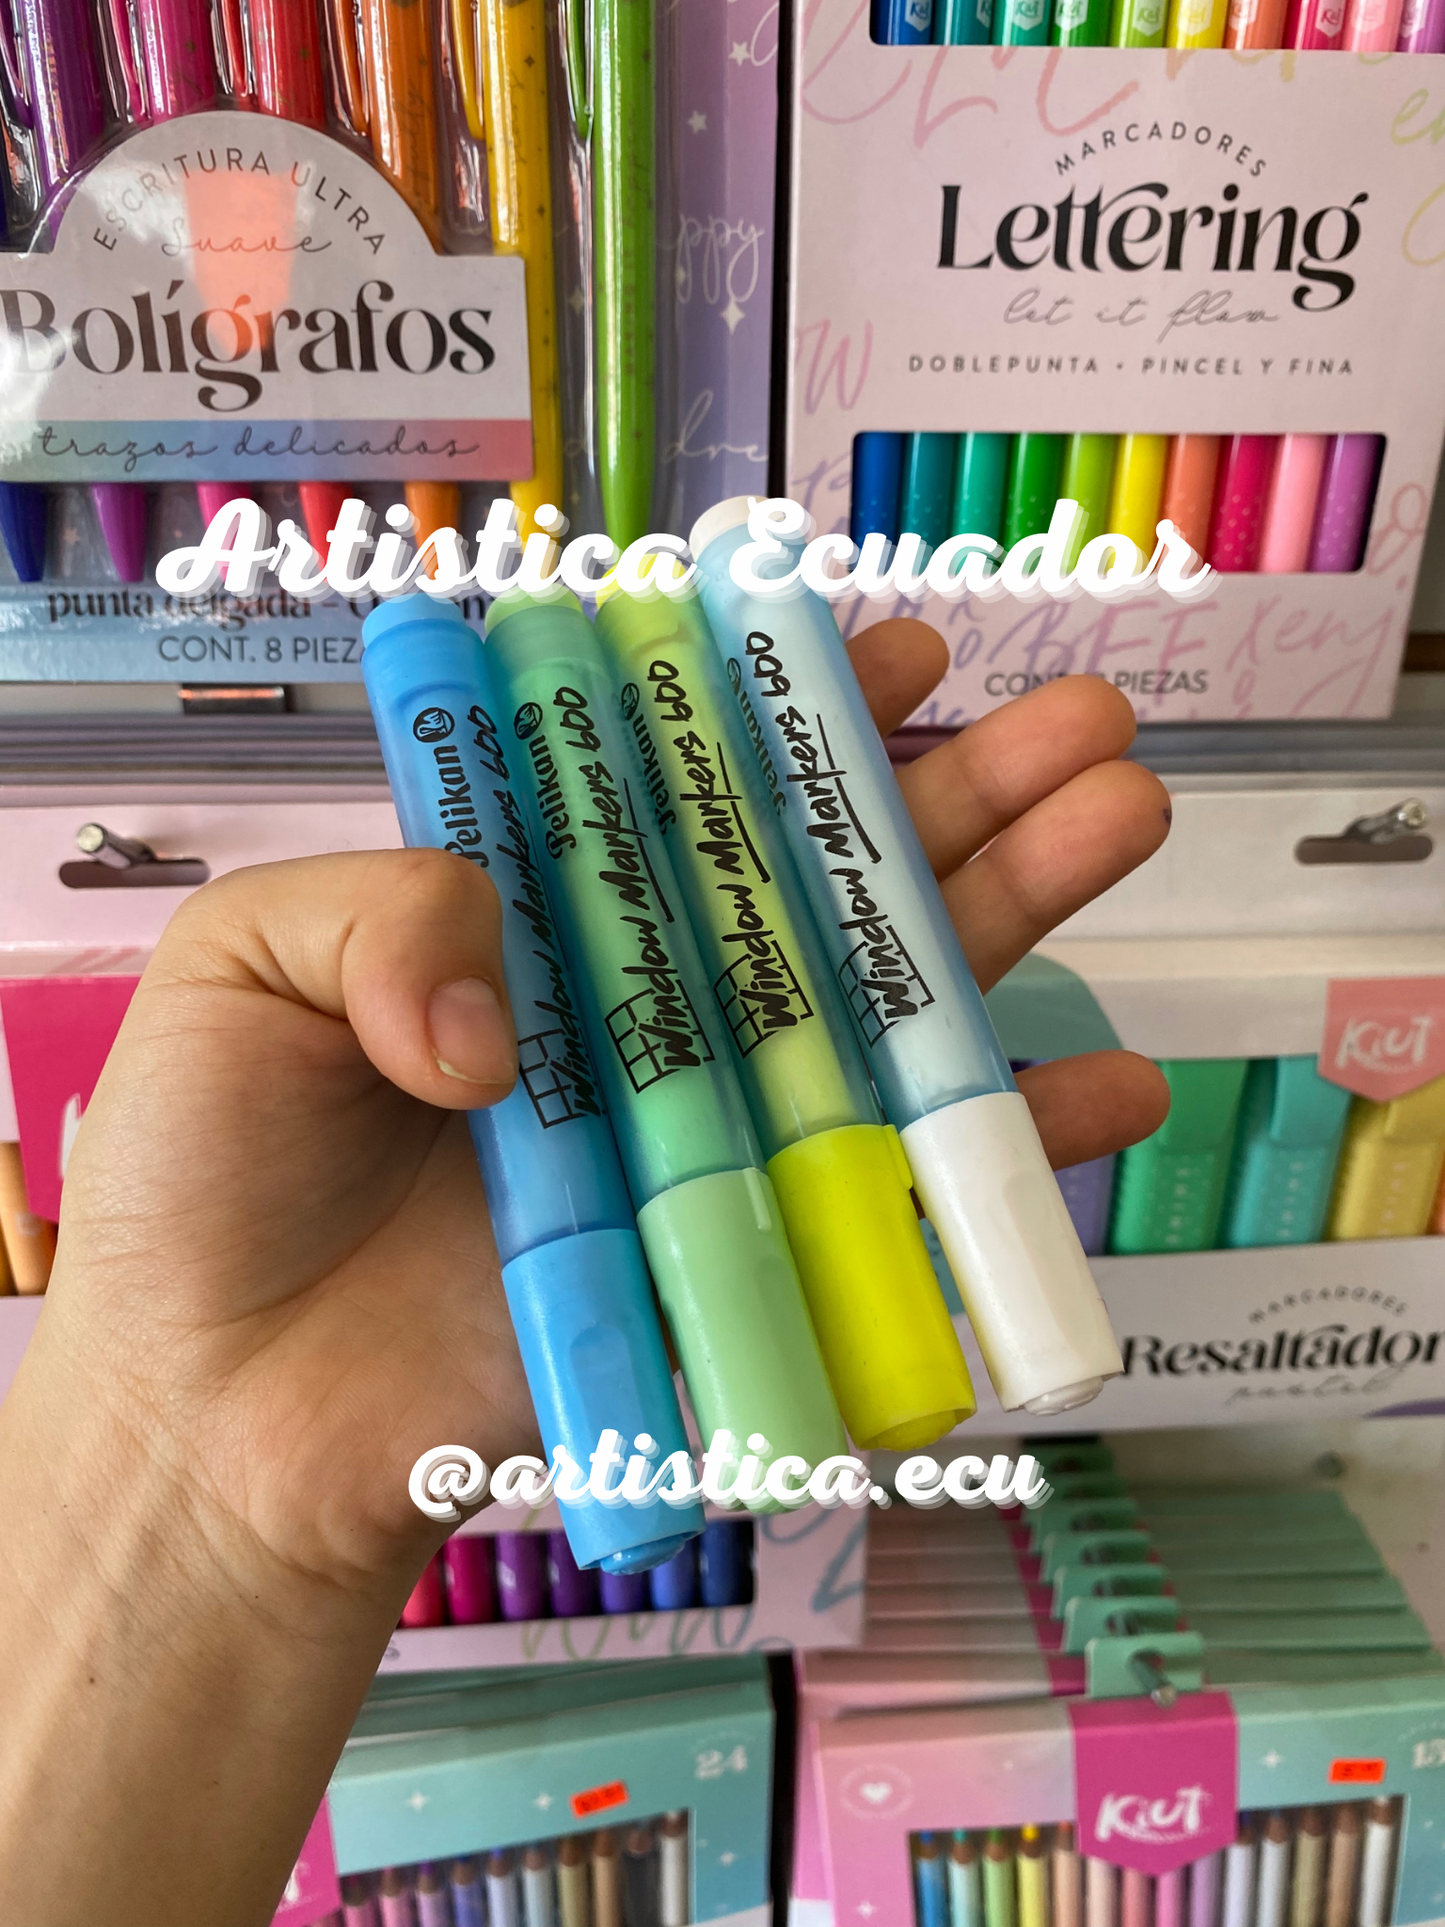 ESCRITURA ULTRA
Suave
Bolígrafos
trazos delicados
punta delgada -
CONT. 8 PIEZ
MARCADORES
Lettering
let it flow
DOBLEPUNTA • PINCEL Y FINA
PIEZAS
Artistica Ecuador
Pelikan
Window Markers 600
Pelikan
Window Markers 600
Pelikan
Window Markers 600
Pelikan
Window Markers 600
KiUT
MARCADORES
Resaltador
pastel
@artistica.ecu
24
KiUT